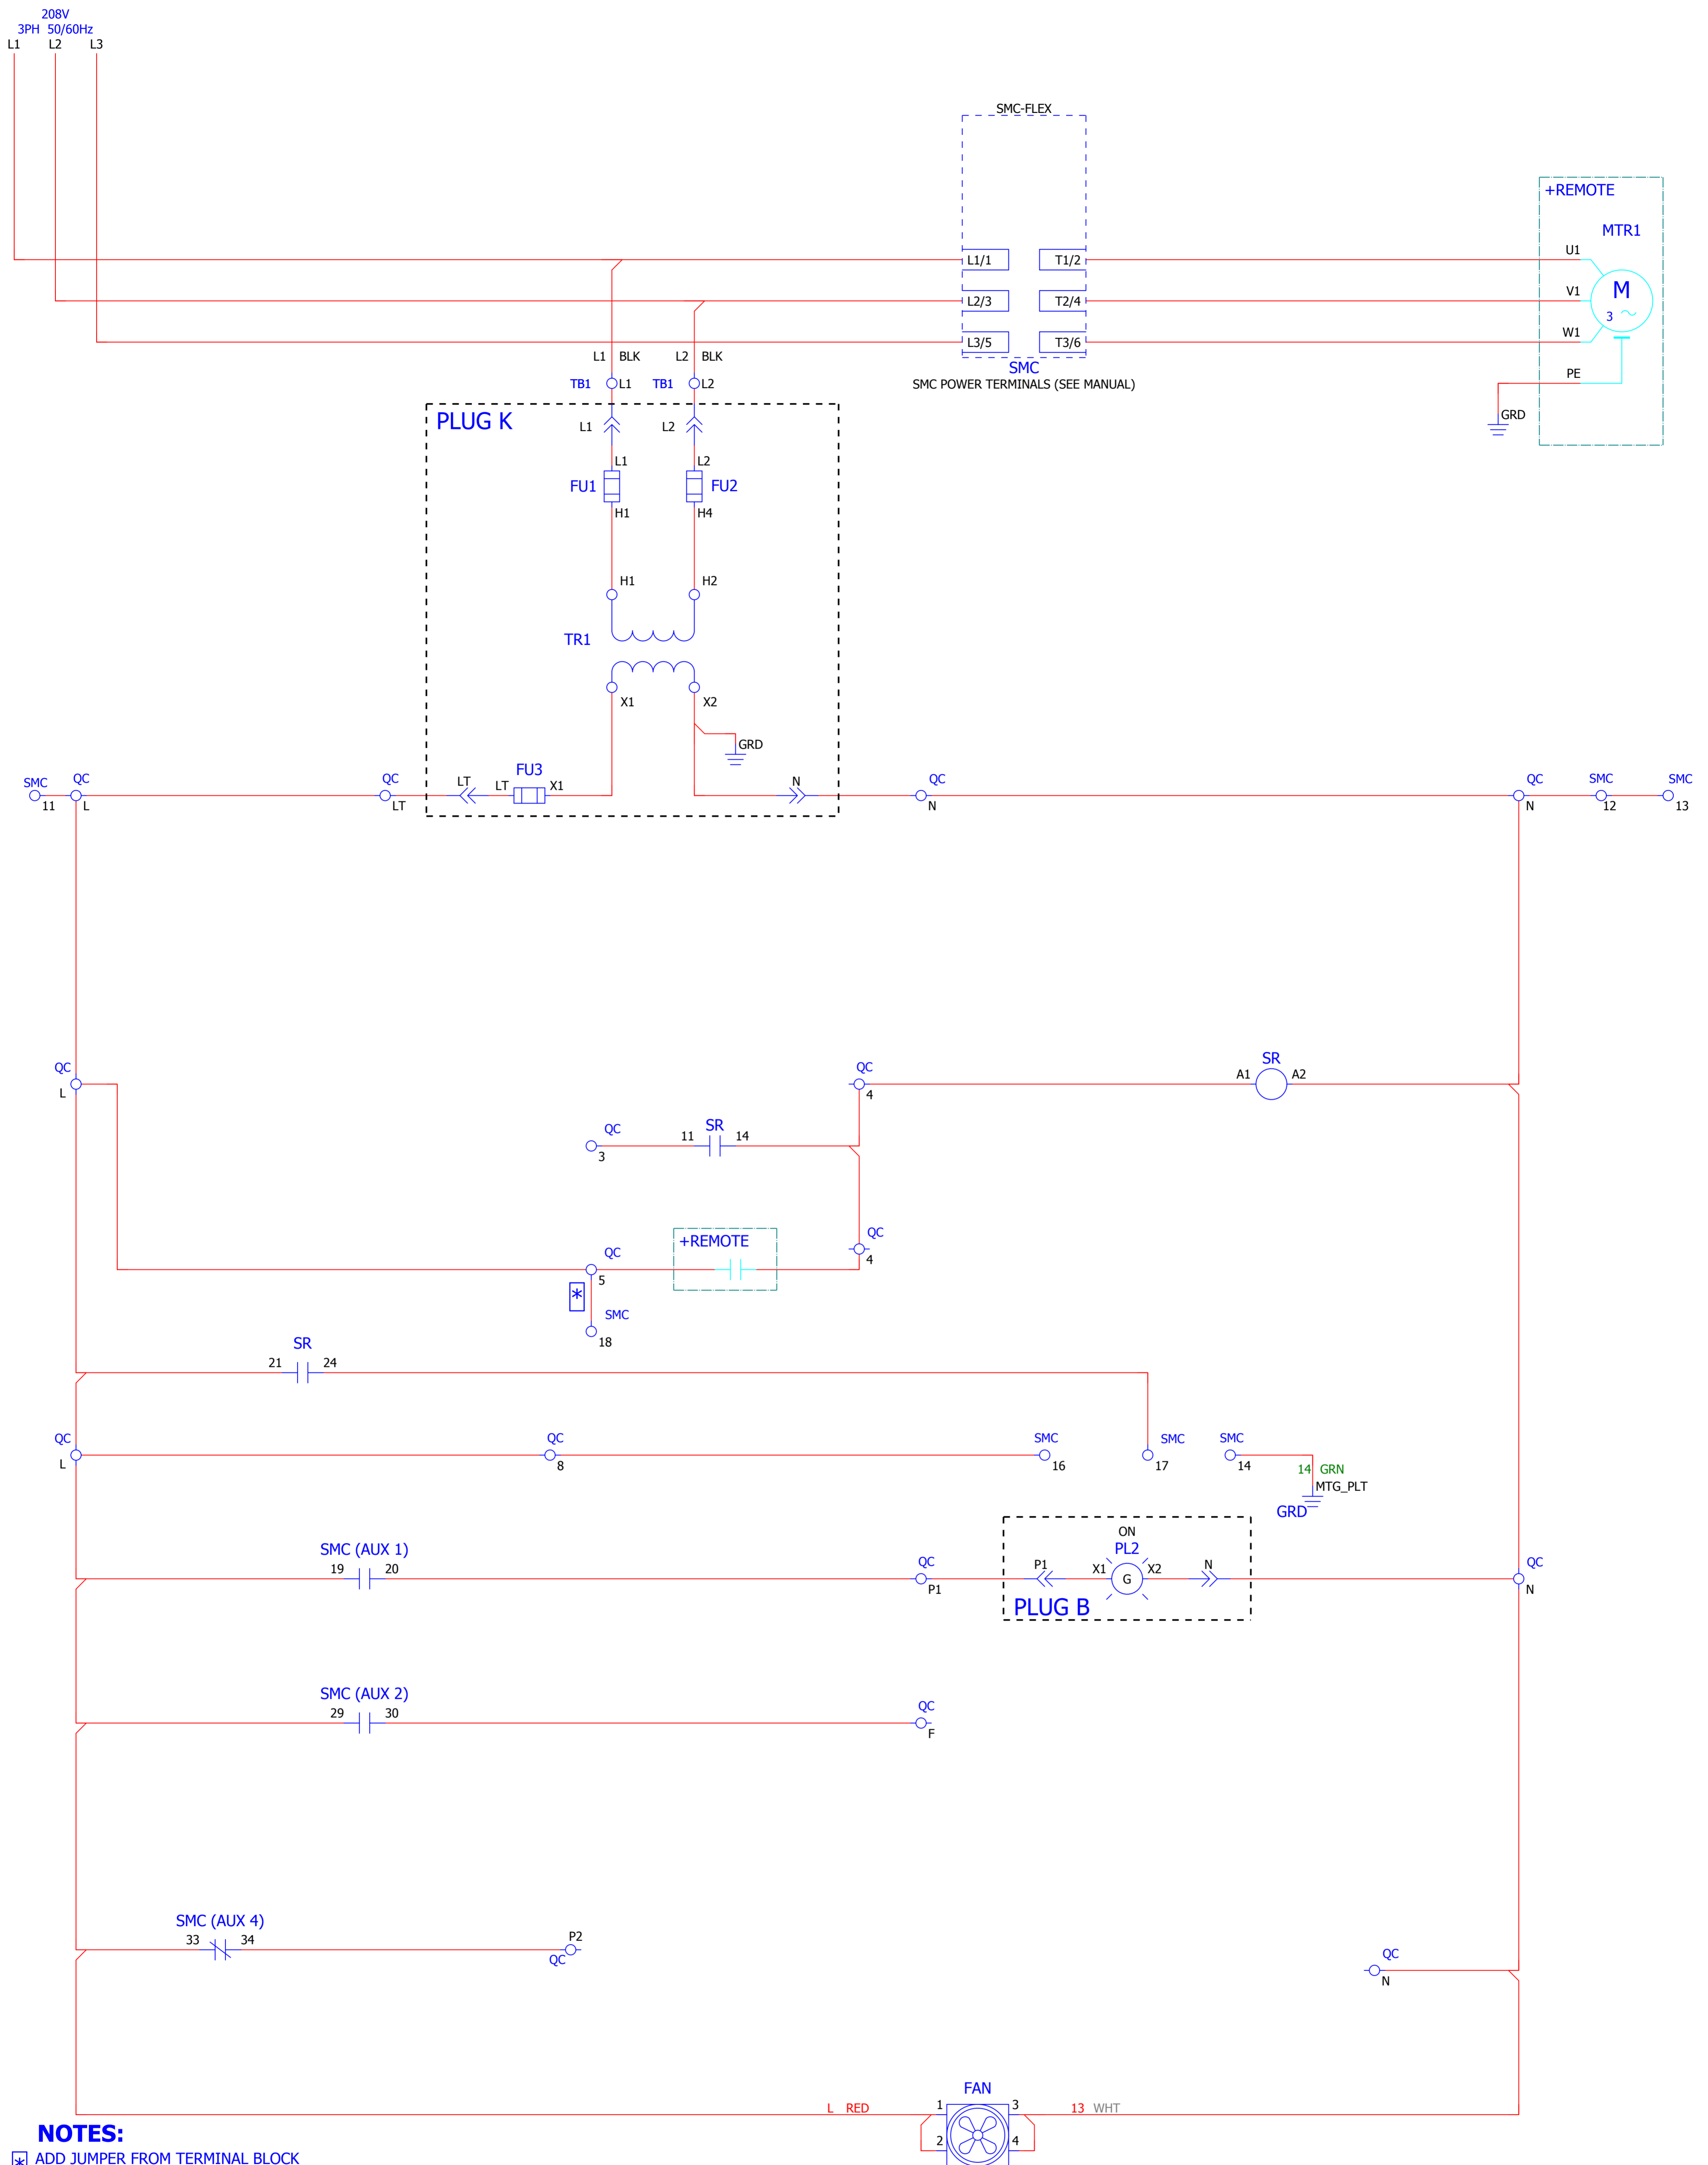 208V
3PH 50/60Hz
L1 L2 L3
SMC-FLEX
+REMOTE
MTR1
L1/1 T1/2 U1
M
3
L2/3 T2/4 V1
L3/5 T3/6 W1
SMC
SMC POWER TERMINALS (SEE MANUAL)
PE
GRD
L1 BLK L2 BLK
TB1 L1 TB1 L2
PLUG K
L1 L2
L1 L2
FU1 FU2
H1 H4
H1 H2
TR1
X1 X2
GRD
SMC QC QC LT LT FU3 X1 N QC QC SMC SMC
11 L LT N N 12 13
QC QC SR
L 4 A1 A2
QC SR
3 11 14
QC +REMOTE QC
5 4
*
SMC
18
SR
21 24
QC QC SMC SMC SMC
L 8 16 17 14
14 GRN
MTG_PLT
GRD
SMC (AUX 1)
19 20
QC
P1
ON
PL2
P1 X1 G X2 N
PLUG B
QC
N
SMC (AUX 2)
29 30
QC
F
SMC (AUX 4)
33 34
P2
QC
QC
N
FAN
L RED 1 3 13 WHT
2 4
NOTES:
* ADD JUMPER FROM TERMINAL BLOCK